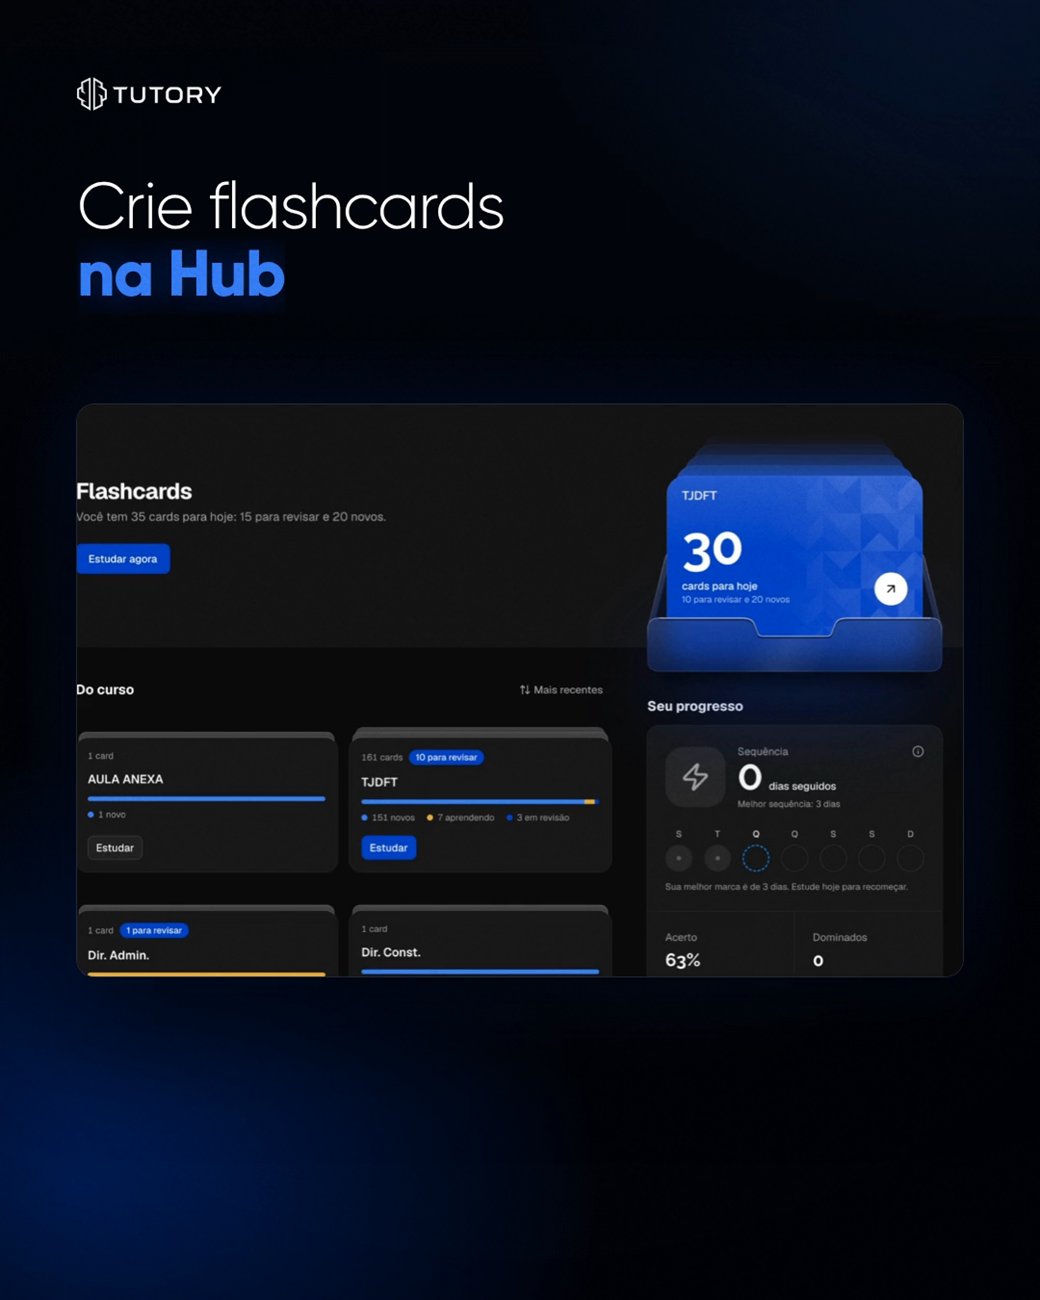 TUTORY
Crie flashcards
na Hub
Flashcards
Você tem 35 cards para hoje: 15 para revisar e 20 novos.
Estudar agora
TJDFT
30
cards para hoje
10 para revisar e 20 novos
Do curso
Mais recentes
1 card
AULA ANEXA
1 novo
Estudar
161 cards 10 para revisar
TJDFT
151 novos 7 aprendendo 3 em revisão
Estudar
1 card 1 para revisar
Dir. Admin.
1 card
Dir. Const.
Seu progresso
Sequência
0 dias seguidos
Melhor sequência: 3 dias
S T Q Q S S D
Sua melhor marca é de 3 dias. Estude hoje para recomeçar.
Acerto
63%
Dominados
0